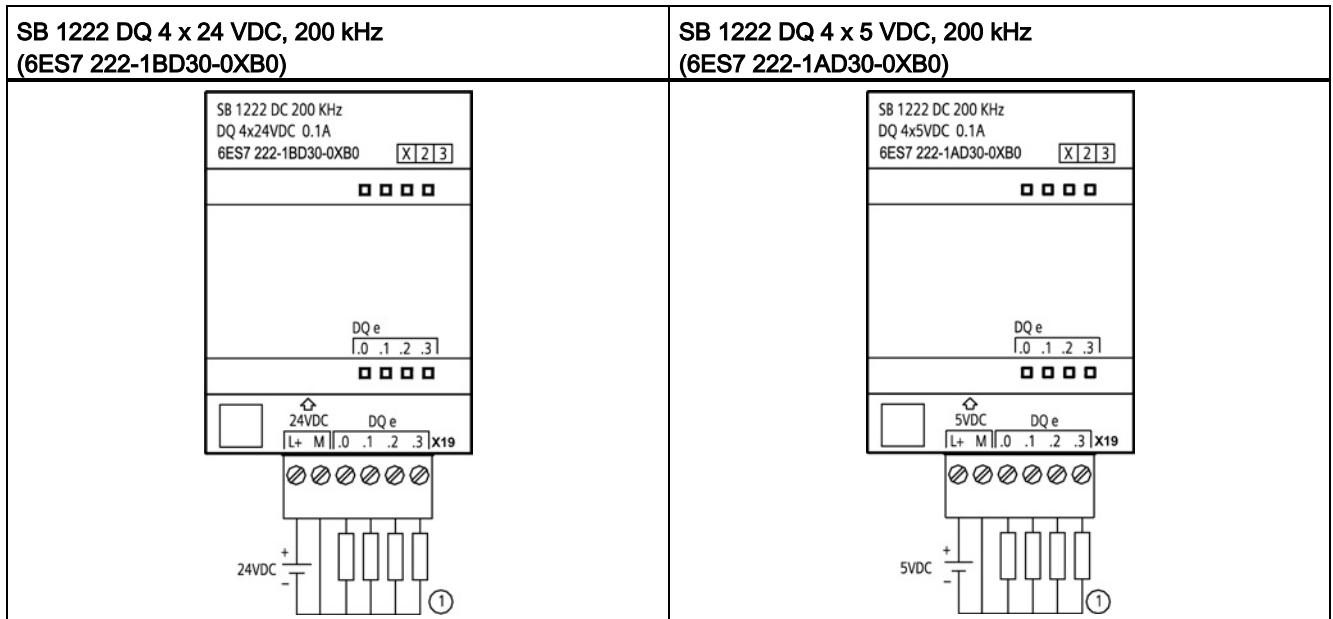 SB 1222 DQ 4 x 24 VDC, 200 kHz
(6ES7 222-1BD30-0XB0)
SB 1222 DQ 4 x 5 VDC, 200 kHz
(6ES7 222-1AD30-0XB0)
SB 1222 DC 200 KHz
DQ 4x24VDC 0.1A
6ES7 222-1BD30-0XB0 X 2 3
DQ e
.0 .1 .2 .3
24VDC DQ e
L+ M .0 .1 .2 .3 X19
+
24VDC
−
1
SB 1222 DC 200 KHz
DQ 4x5VDC 0.1A
6ES7 222-1AD30-0XB0 X 2 3
DQ e
.0 .1 .2 .3
5VDC DQ e
L+ M .0 .1 .2 .3 X19
+
5VDC
−
1